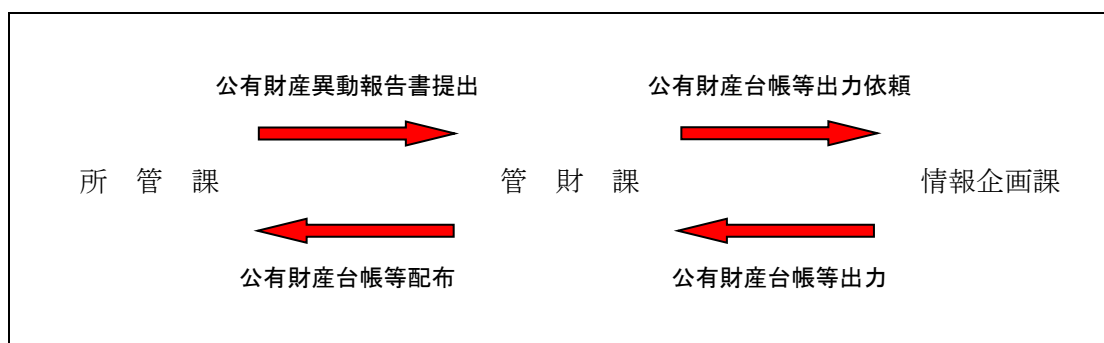 公有財産異動報告書提出 公有財産台帳等出力依頼
所 管 課 管 財 課 情報企画課
公有財産台帳等配布 公有財産台帳等出力